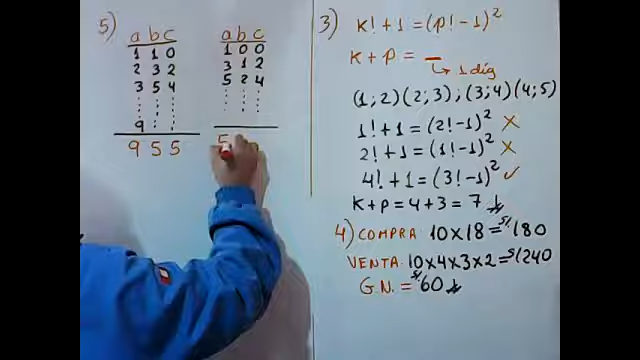 5)
a b c
1 1 0
2 3 2
3 5 4
9
9 5 5
a b c
1 0 0
3 1 2
5 2 4
5
3) K! + 1 = (P! - 1)²
K + P = _
↳ 1 dig
(1; 2) (2; 3); (3; 4) (4; 5)
1! + 1 = (2! - 1)² X
2! + 1 = (1! - 1)² X
4! + 1 = (3! - 1)² ✓
K + P = 4 + 3 = 7
4) COMPRA: 10 x 18 = S/. 180
VENTA: 10 x 4 x 3 x 2 = S/. 240
G.N. = S/. 60